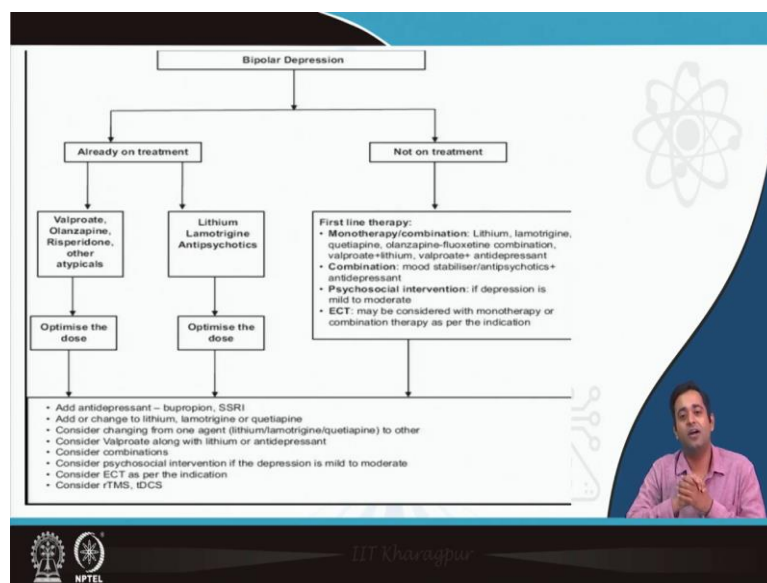 Bipolar Depression
Already on treatment
Not on treatment
Valproate,
Olanzapine,
Risperidone,
other
atypicals
Lithium
Lamotrigine
Antipsychotics
First line therapy:
• Monotherapy/combination: Lithium, lamotrigine,
quetiapine, olanzapine-fluoxetine combination,
valproate+lithium, valproate+ antidepressant
• Combination: mood stabiliser/antipsychotics+
antidepressant
• Psychosocial intervention: if depression is
mild to moderate
• ECT: may be considered with monotherapy or
combination therapy as per the indication
Optimise the
dose
Optimise the
dose
• Add antidepressant – bupropion, SSRI
• Add or change to lithium, lamotrigine or quetiapine
• Consider changing from one agent (lithium/lamotrigine/quetiapine) to other
• Consider Valproate along with lithium or antidepressant
• Consider combinations
• Consider psychosocial intervention if the depression is mild to moderate
• Consider ECT as per the indication
• Consider rTMS, tDCS
IIT Kharagpur
NPTEL